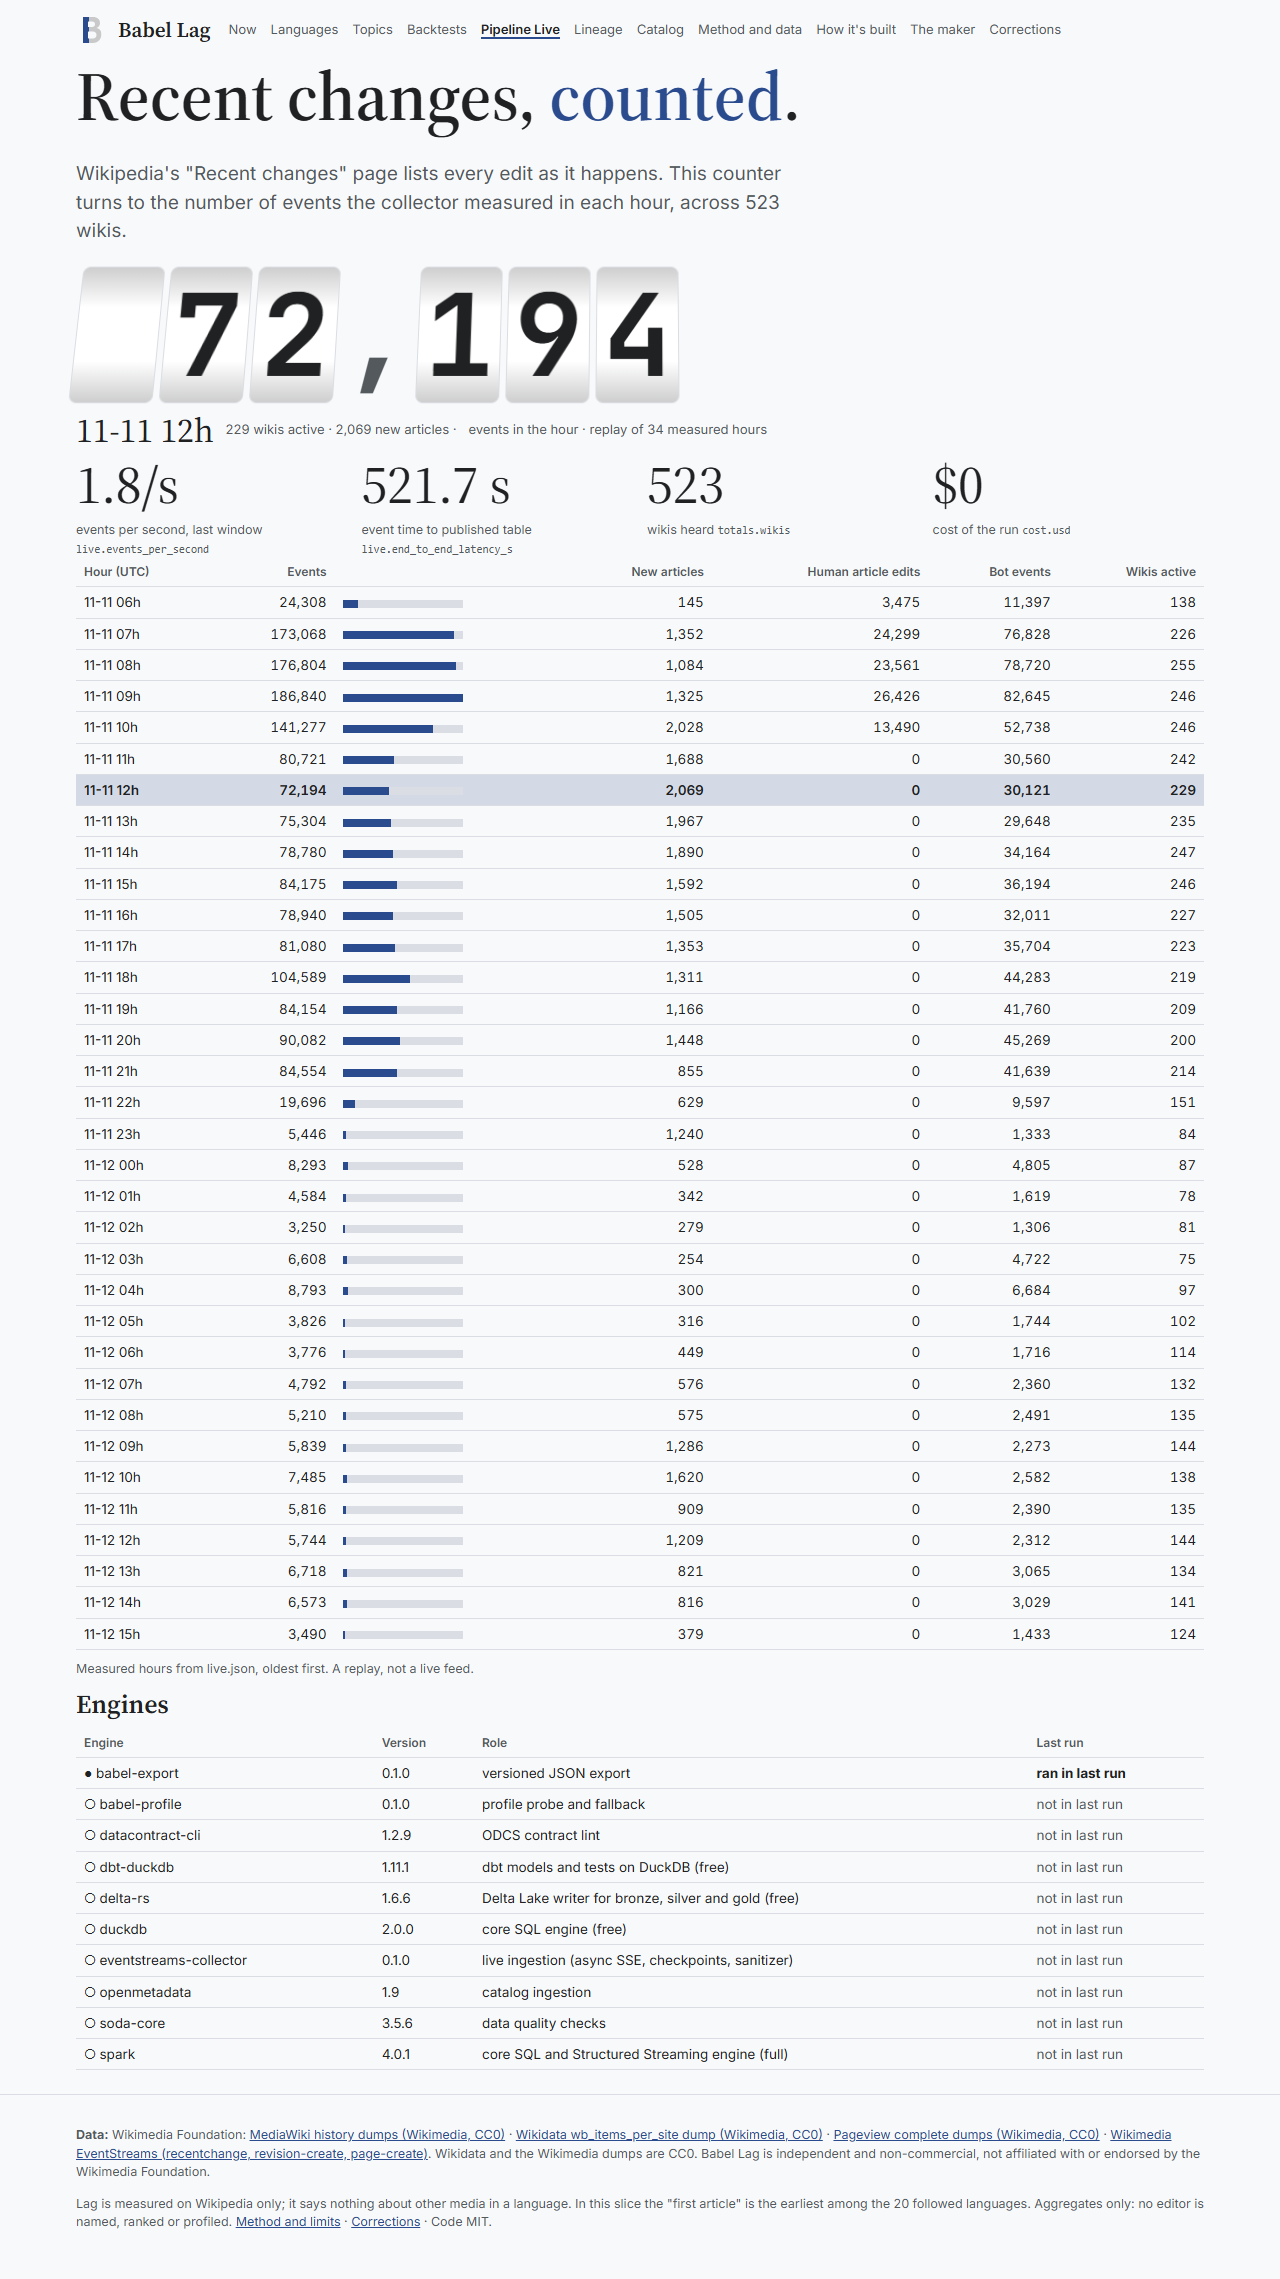 B Babel Lag Now Languages Topics Backtests Pipeline Live Lineage Catalog Method and data How it's built The maker Corrections
Recent changes, counted.
Wikipedia's "Recent changes" page lists every edit as it happens. This counter
turns to the number of events the collector measured in each hour, across 523
wikis.
72,194
11-11 12h 229 wikis active · 2,069 new articles · events in the hour · replay of 34 measured hours
1.8/s 521.7 s 523 $0
events per second, last window event time to published table wikis heard totals.wikis cost of the run cost.usd
live.events_per_second live.end_to_end_latency_s
Hour (UTC) Events New articles Human article edits Bot events Wikis active
11-11 06h 24,308 145 3,475 11,397 138
11-11 07h 173,068 1,352 24,299 76,828 226
11-11 08h 176,804 1,084 23,561 78,720 255
11-11 09h 186,840 1,325 26,426 82,645 246
11-11 10h 141,277 2,028 13,490 52,738 246
11-11 11h 80,721 1,688 0 30,560 242
11-11 12h 72,194 2,069 0 30,121 229
11-11 13h 75,304 1,967 0 29,648 235
11-11 14h 78,780 1,890 0 34,164 247
11-11 15h 84,175 1,592 0 36,194 246
11-11 16h 78,940 1,505 0 32,011 227
11-11 17h 81,080 1,353 0 35,704 223
11-11 18h 104,589 1,311 0 44,283 219
11-11 19h 84,154 1,166 0 41,760 209
11-11 20h 90,082 1,448 0 45,269 200
11-11 21h 84,554 855 0 41,639 214
11-11 22h 19,696 629 0 9,597 151
11-11 23h 5,446 1,240 0 1,333 84
11-12 00h 8,293 528 0 4,805 87
11-12 01h 4,584 342 0 1,619 78
11-12 02h 3,250 279 0 1,306 81
11-12 03h 6,608 254 0 4,722 75
11-12 04h 8,793 300 0 6,684 97
11-12 05h 3,826 316 0 1,744 102
11-12 06h 3,776 449 0 1,716 114
11-12 07h 4,792 576 0 2,360 132
11-12 08h 5,210 575 0 2,491 135
11-12 09h 5,839 1,286 0 2,273 144
11-12 10h 7,485 1,620 0 2,582 138
11-12 11h 5,816 909 0 2,390 135
11-12 12h 5,744 1,209 0 2,312 144
11-12 13h 6,718 821 0 3,065 134
11-12 14h 6,573 816 0 3,029 141
11-12 15h 3,490 379 0 1,433 124
Measured hours from live.json, oldest first. A replay, not a live feed.
Engines
Engine Version Role Last run
● babel-export 0.1.0 versioned JSON export ran in last run
○ babel-profile 0.1.0 profile probe and fallback not in last run
○ datacontract-cli 1.2.9 ODCS contract lint not in last run
○ dbt-duckdb 1.11.1 dbt models and tests on DuckDB (free) not in last run
○ delta-rs 1.6.6 Delta Lake writer for bronze, silver and gold (free) not in last run
○ duckdb 2.0.0 core SQL engine (free) not in last run
○ eventstreams-collector 0.1.0 live ingestion (async SSE, checkpoints, sanitizer) not in last run
○ openmetadata 1.9 catalog ingestion not in last run
○ soda-core 3.5.6 data quality checks not in last run
○ spark 4.0.1 core SQL and Structured Streaming engine (full) not in last run
Data: Wikimedia Foundation: MediaWiki history dumps (Wikimedia, CC0) · Wikidata wb_items_per_site dump (Wikimedia, CC0) · Pageview complete dumps (Wikimedia, CC0) · Wikimedia
EventStreams (recentchange, revision-create, page-create). Wikidata and the Wikimedia dumps are CC0. Babel Lag is independent and non-commercial, not affiliated with or endorsed by the
Wikimedia Foundation.
Lag is measured on Wikipedia only; it says nothing about other media in a language. In this slice the "first article" is the earliest among the 20 followed languages. Aggregates only: no editor is
named, ranked or profiled. Method and limits · Corrections · Code MIT.